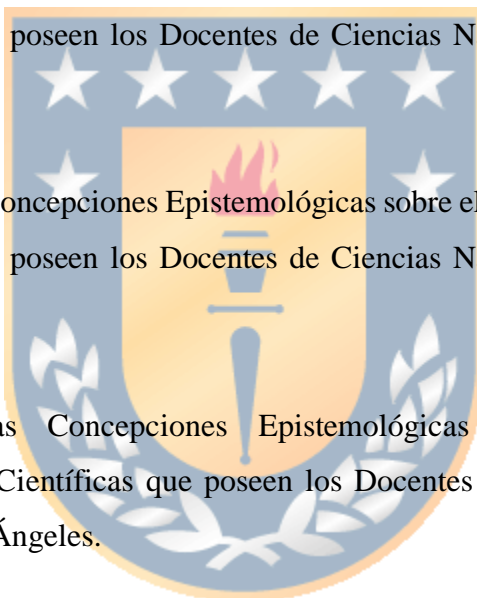 poseen los Docentes de Ciencias N
oncepciones Epistemológicas sobre el
poseen los Docentes de Ciencias N
as Concepciones Epistemológicas
Científicas que poseen los Docentes
Ángeles.